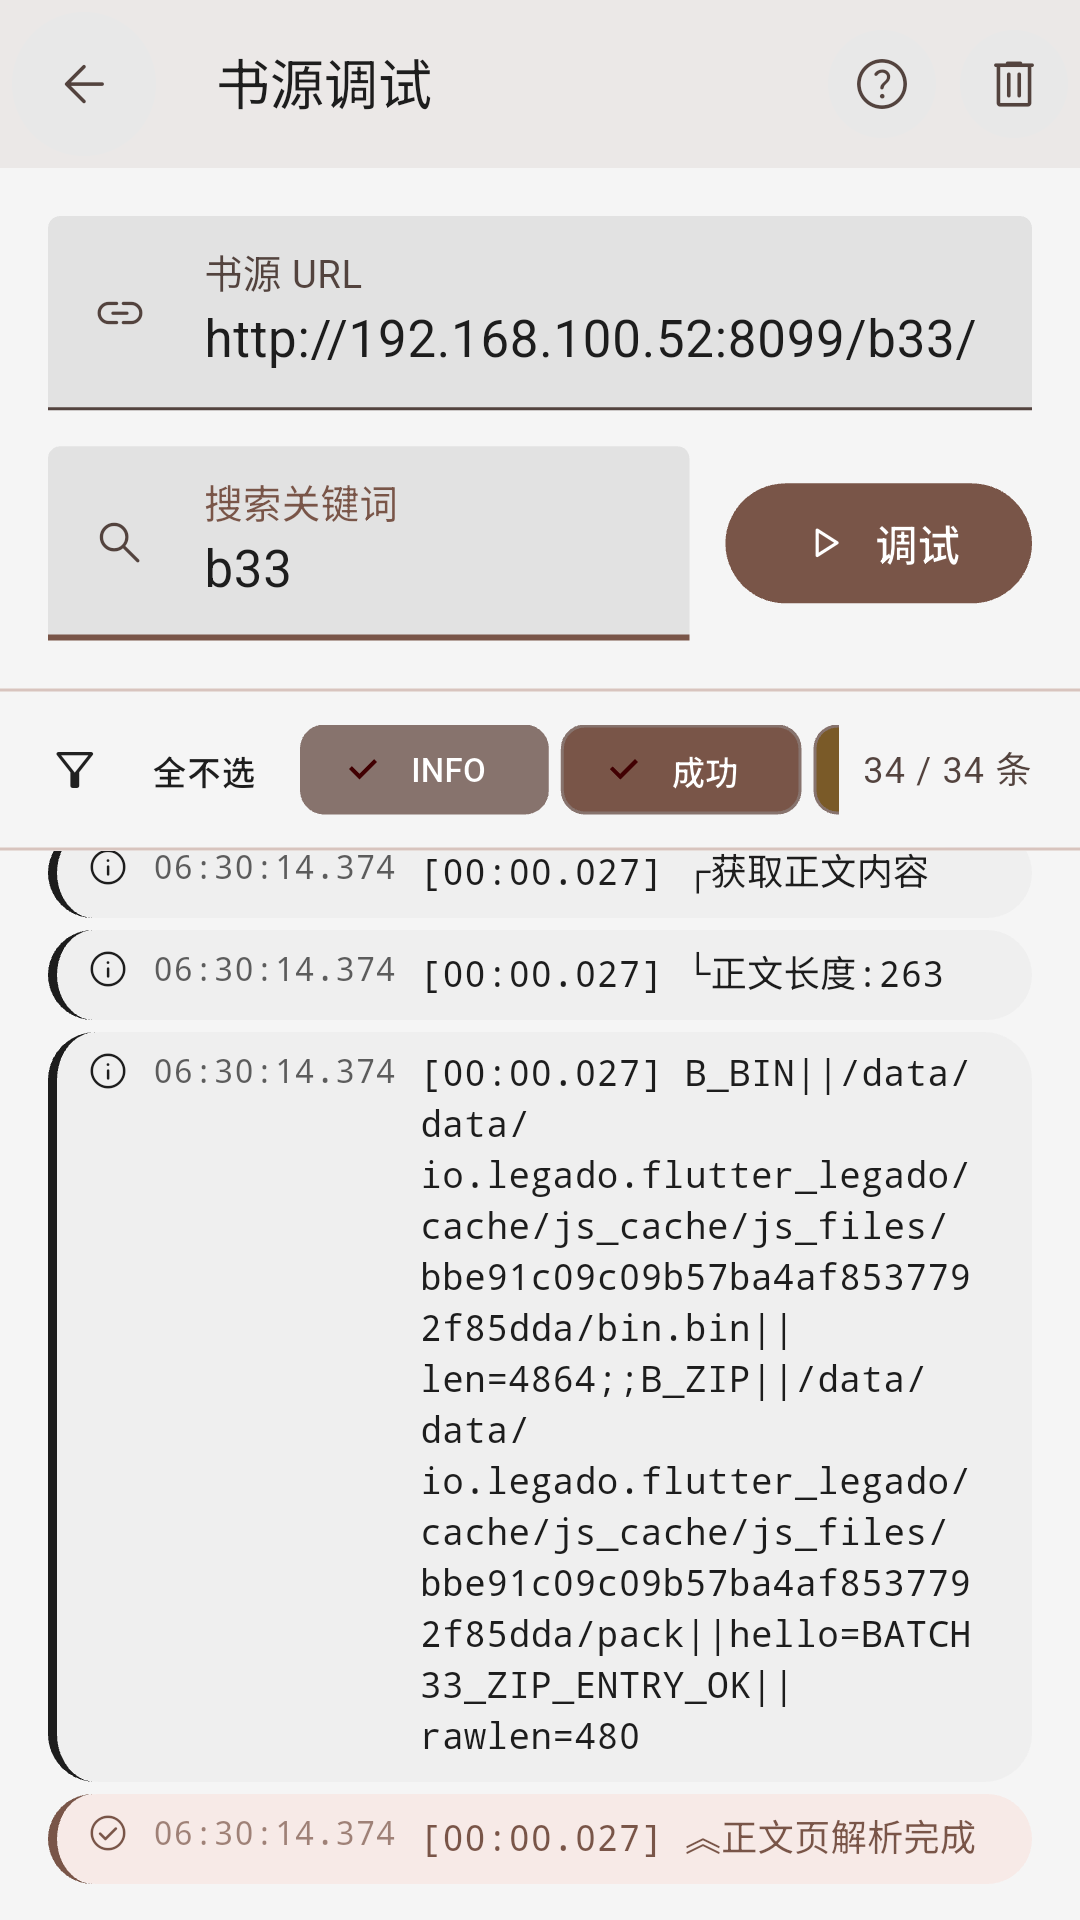 书源调试
书源 URL
http://192.168.100.52:8099/b33/
搜索关键词
b33
调试
全不选
INFO
成功
34 / 34 条
06:30:14.374 [00:00.027] ┌获取正文内容
06:30:14.374 [00:00.027] └正文长度:263
06:30:14.374 [00:00.027] B_BIN||/data/
data/
io.legado.flutter_legado/
cache/js_cache/js_files/
bbe91c09c09b57ba4af853779
2f85dda/bin.bin||
len=4864;;B_ZIP||/data/
data/
io.legado.flutter_legado/
cache/js_cache/js_files/
bbe91c09c09b57ba4af853779
2f85dda/pack||hello=BATCH
33_ZIP_ENTRY_OK||
rawlen=480
06:30:14.374 [00:00.027] ︽正文页解析完成